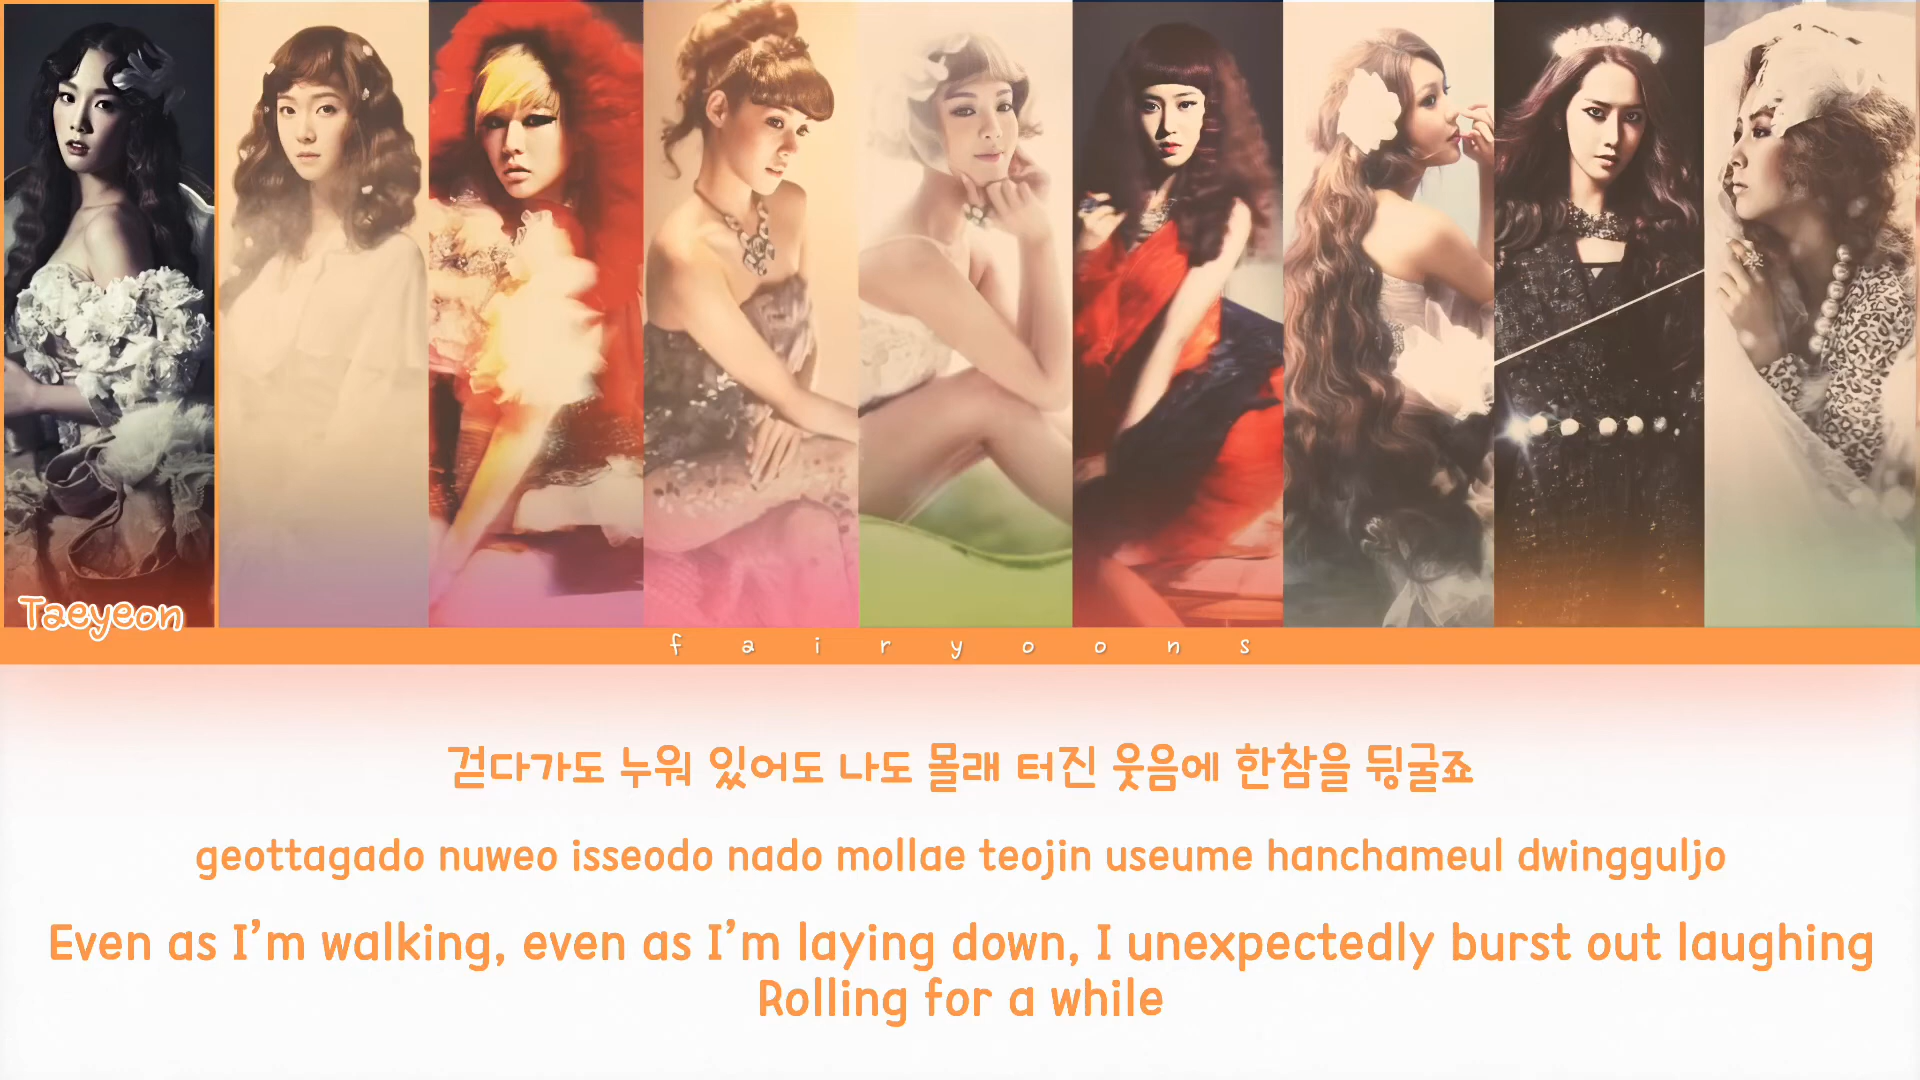 Taeyeon
fairyoons
걷다가도 누워 있어도 나도 몰래 터진 웃음에 한참을 뒹굴죠
geottagado nuweo isseodo nado mollae teojin useume hanchameul dwingguljo
Even as I’m walking, even as I’m laying down, I unexpectedly burst out laughing
Rolling for a while